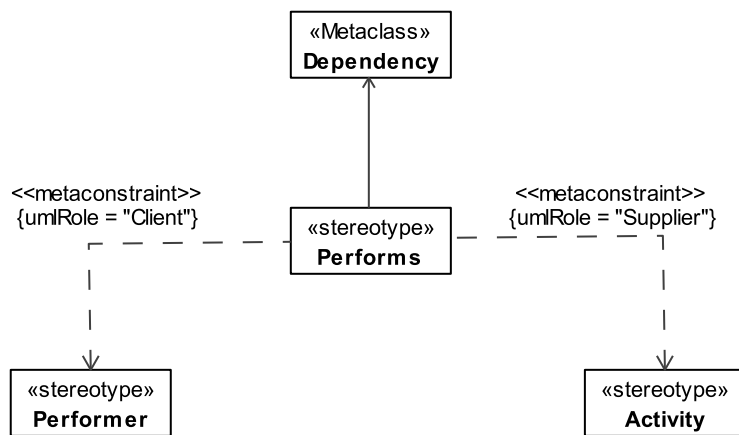 «Metaclass»
Dependency
<<metaconstraint>>
{umlRole = "Client"}
<<metaconstraint>>
{umlRole = "Supplier"}
«stereotype»
Performs
«stereotype»
Performer
«stereotype»
Activity